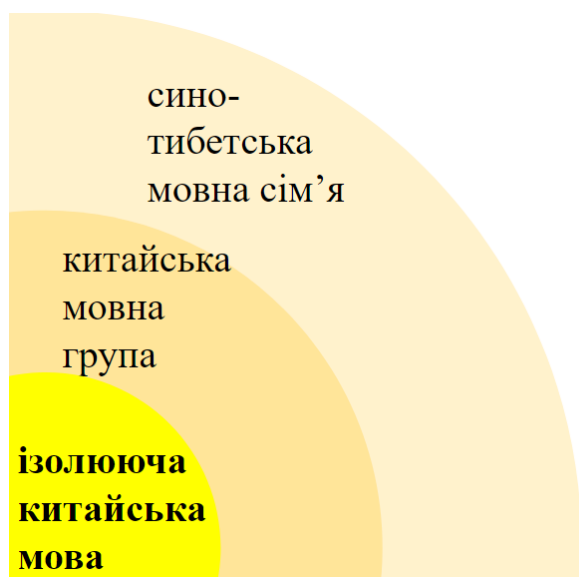 сино-
тибетська
мовна сім’я
китайська
мовна
група
ізолююча
китайська
мова